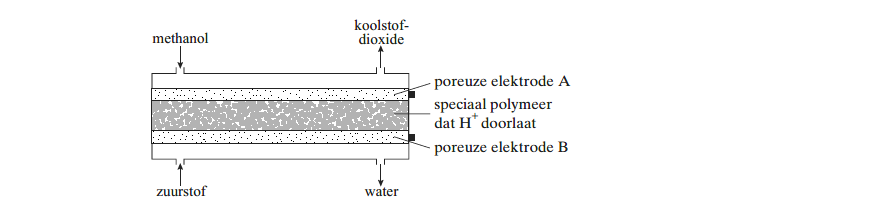 methanol
koolstof-
dioxide
poreuze elektrode A
speciaal polymeer
dat H⁺ doorlaat
poreuze elektrode B
zuurstof
water